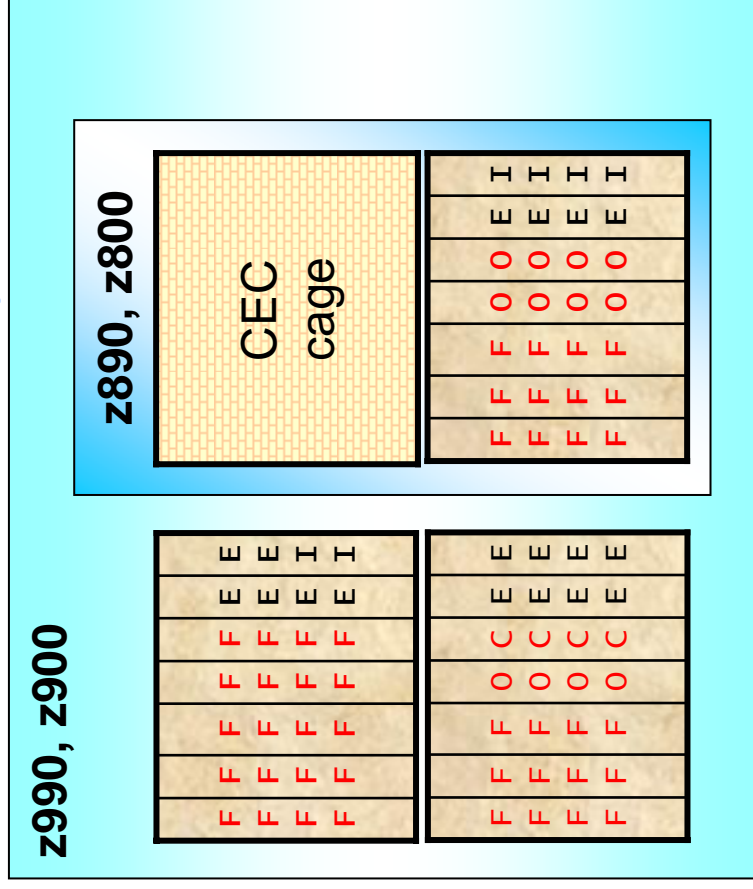 z990, z900
z890, z800
F F F F F E E
F F F F F E E
F F F F F E I
F F F F F E I
CEC
cage
F F F O C E E
F F F O C E E
F F F O C E E
F F F O C E E
F F F O O E I
F F F O O E I
F F F O O E I
F F F O O E I